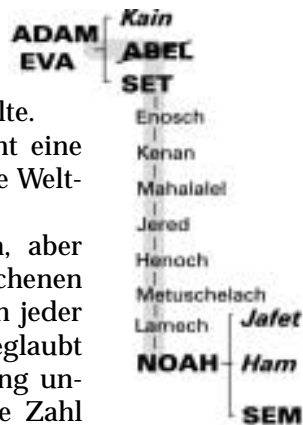 Kain
ADAM
ABEL
EVA
SET
lte.
Enosch
nt eine
Kenan
e Welt-
Mahalalel
Jered
n, aber
Henoch
chenen
Metuschelach
n jeder
Lamech
Jafet
eglaubt
NOAH
Ham
ng un-
e Zahl
SEM